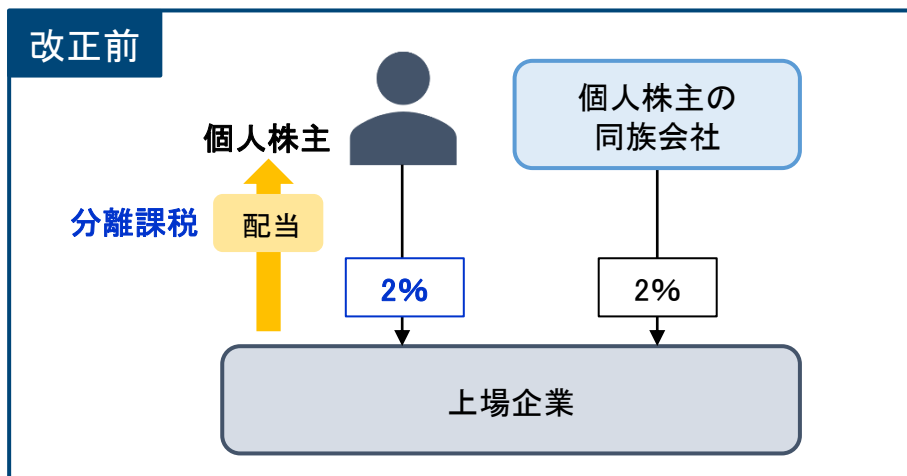 改正前
個人株主
分離課税
配当
個人株主の
同族会社
2%
2%
上場企業